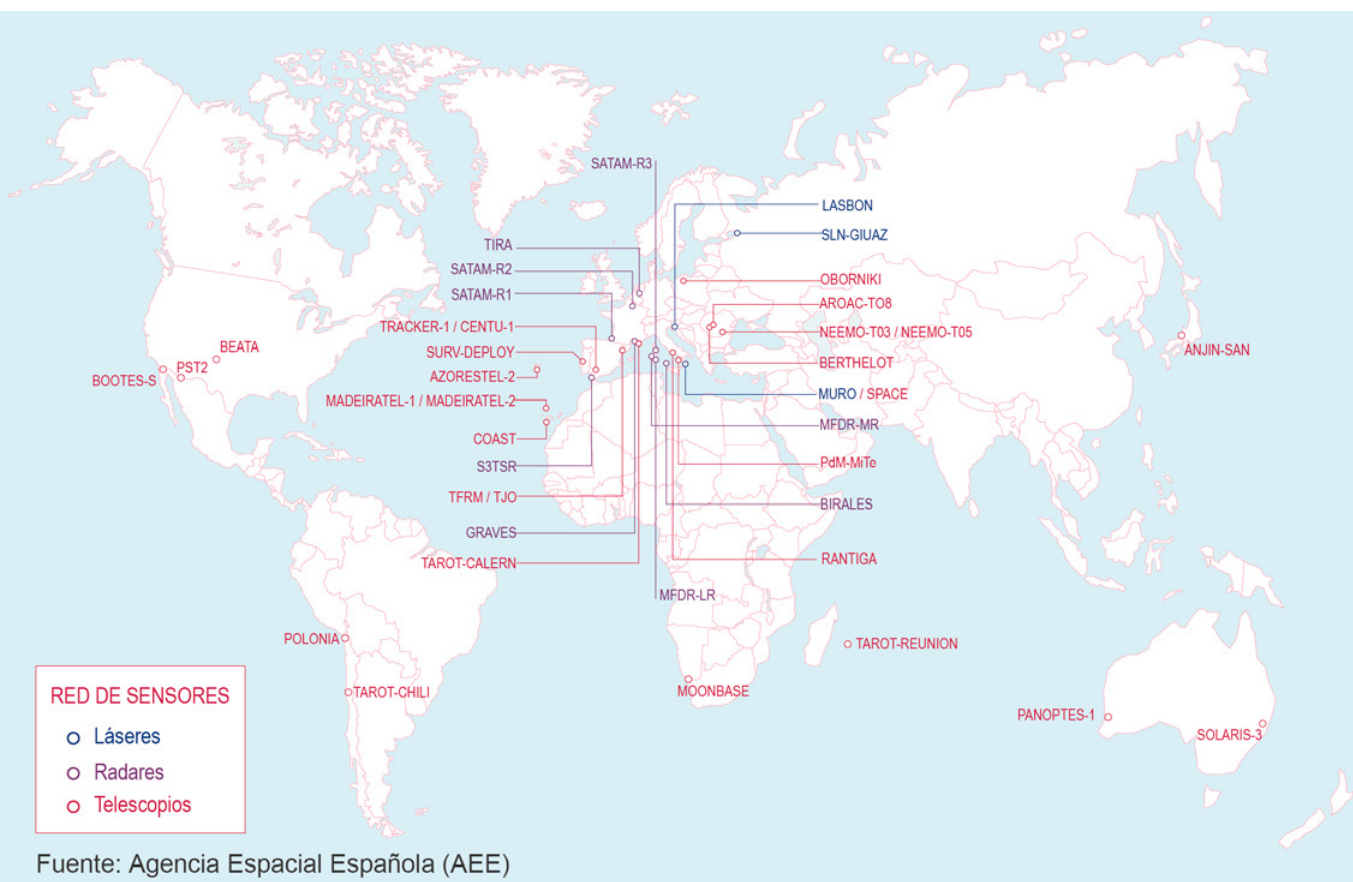 SATAM-R3
LASBON
SLN-GIUAZ
TIRA
SATAM-R2
OBORNIKI
SATAM-R1
AROAC-TO8
TRACKER-1 / CENTU-1
NEEMO-T03 / NEEMO-T05
BEATA
SURV-DEPLOY
ANJIN-SAN
PST2
BERTHELOT
BOOTES-S
AZORESTEL-2
MURO / SPACE
MADEIRATEL-1 / MADEIRATEL-2
MFDR-MR
COAST
S3TSR
PdM-MiTe
TFRM / TJO
BIRALES
GRAVES
TAROT-CALERN
RANTIGA
MFDR-LR
POLONIA
TAROT-REUNION
TAROT-CHILI
MOONBASE
PANOPTES-1
SOLARIS-3
RED DE SENSORES
Láseres
Radares
Telescopios
Fuente: Agencia Espacial Española (AEE)